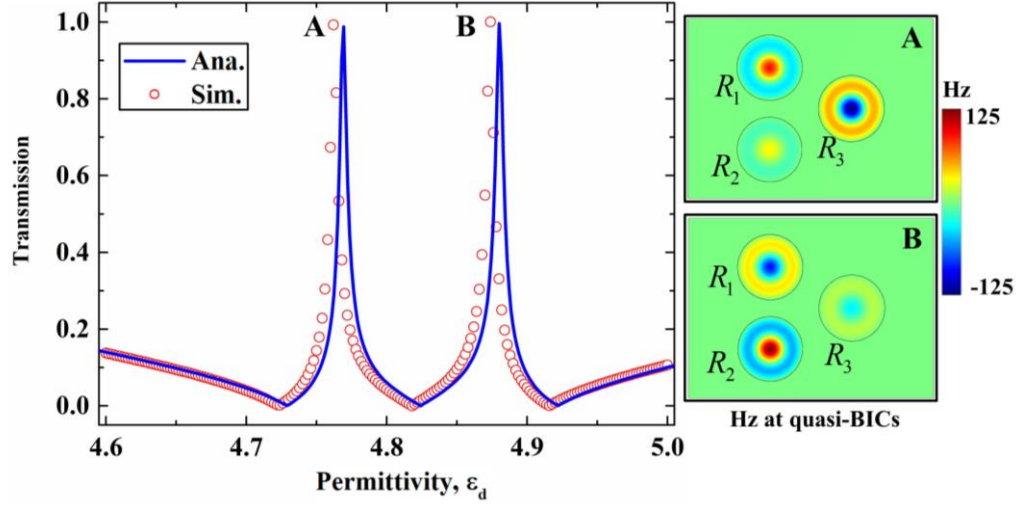 A
B
Ana.
Sim.
1.0
0.8
0.6
0.4
0.2
0.0
Transmission
4.6
4.7
4.8
4.9
5.0
Permittivity, ε_d
A
R₁
R₂
R₃
Hz
125
-125
B
R₁
R₂
R₃
Hz at quasi-BICs